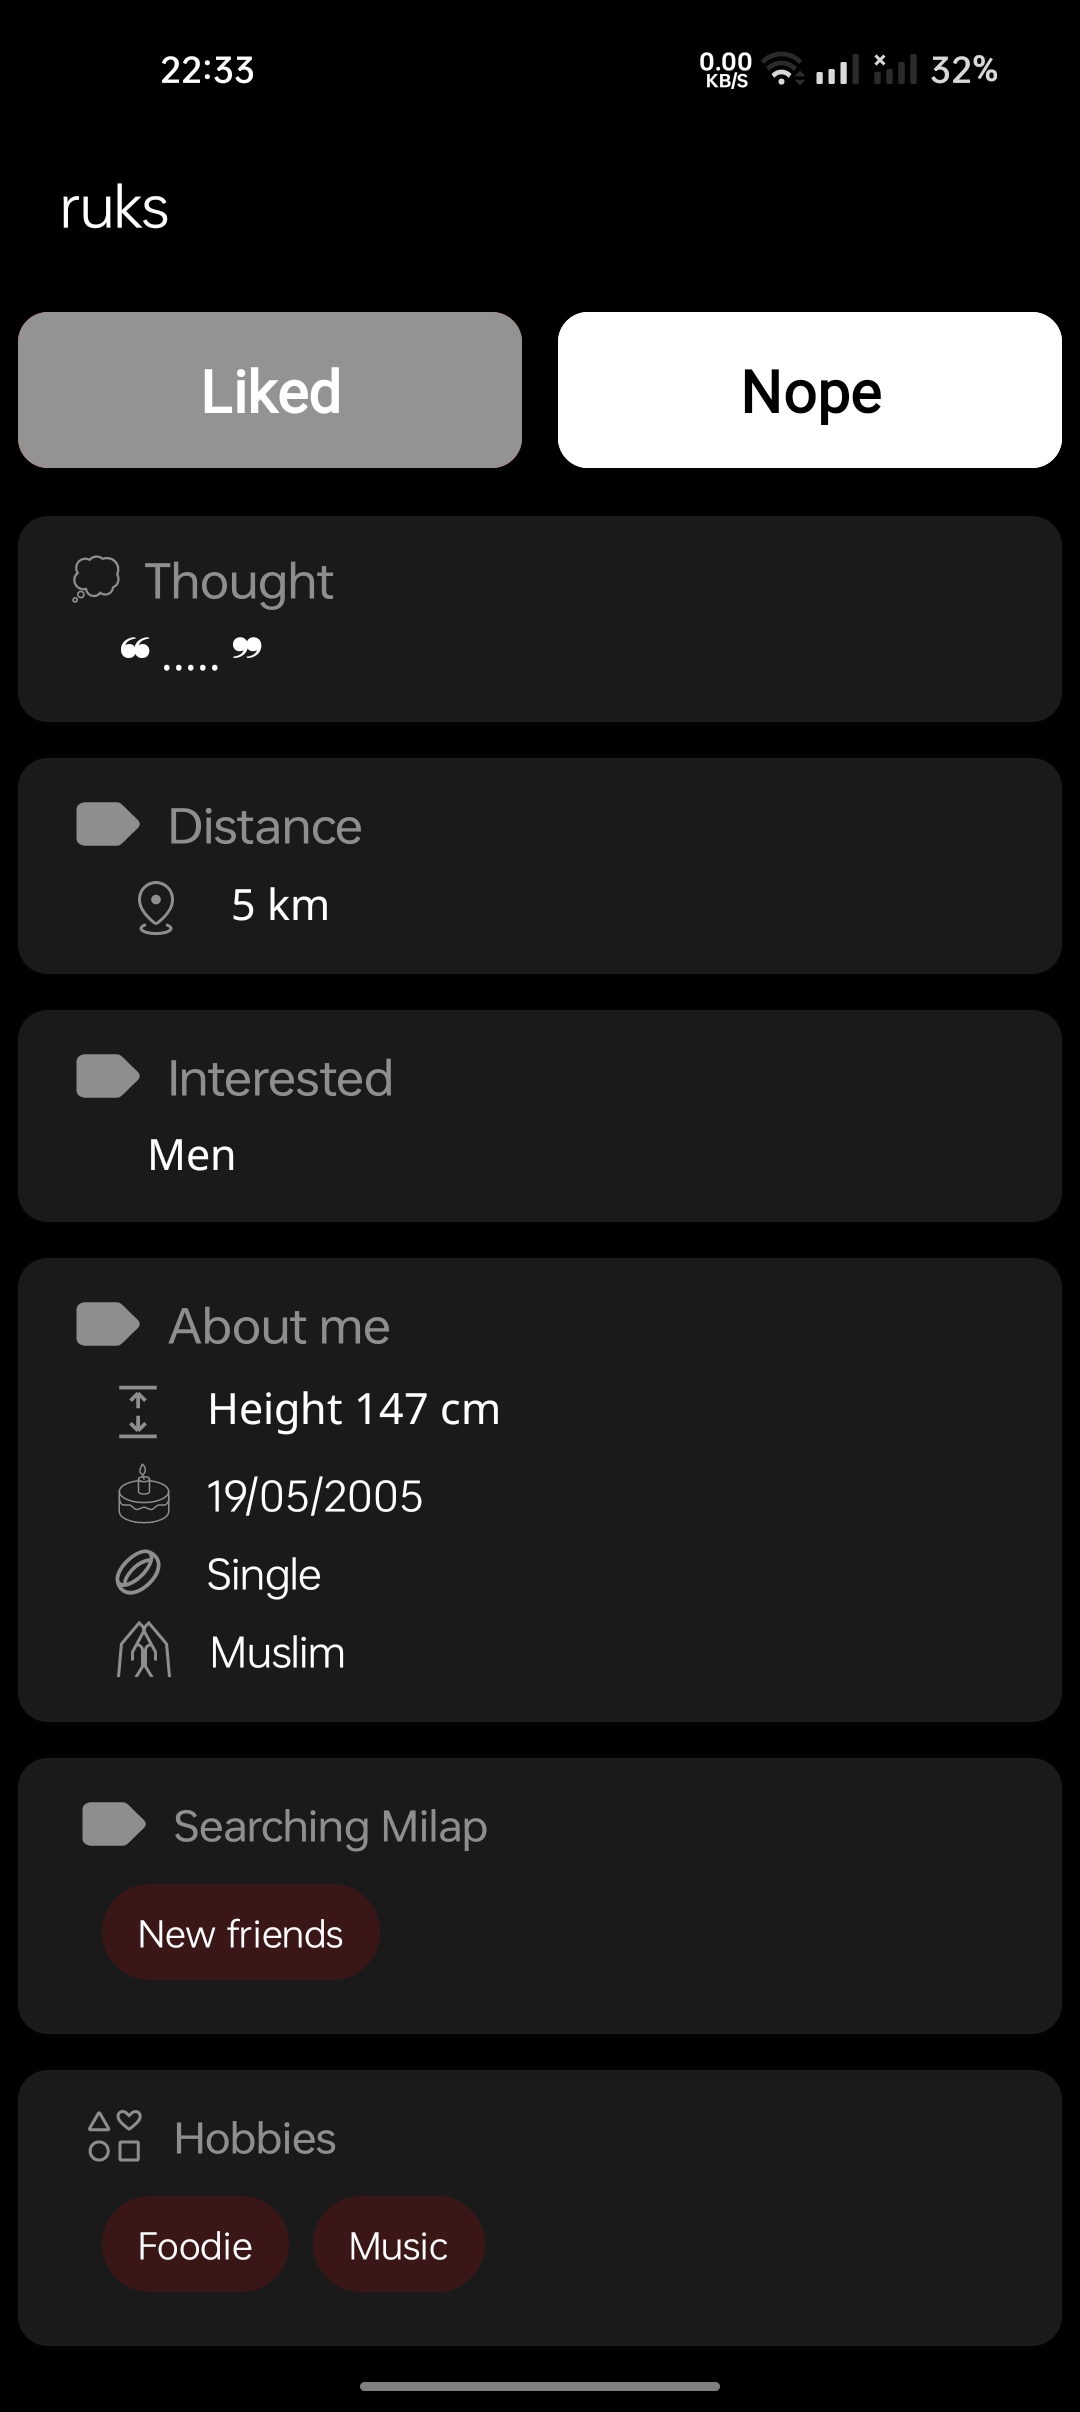 22:33 0.00 KB/S 32%
ruks
Liked Nope
Thought
❝ ..... ❞
Distance
5 km
Interested
Men
About me
Height 147 cm
19/05/2005
Single
Muslim
Searching Milap
New friends
Hobbies
Foodie Music